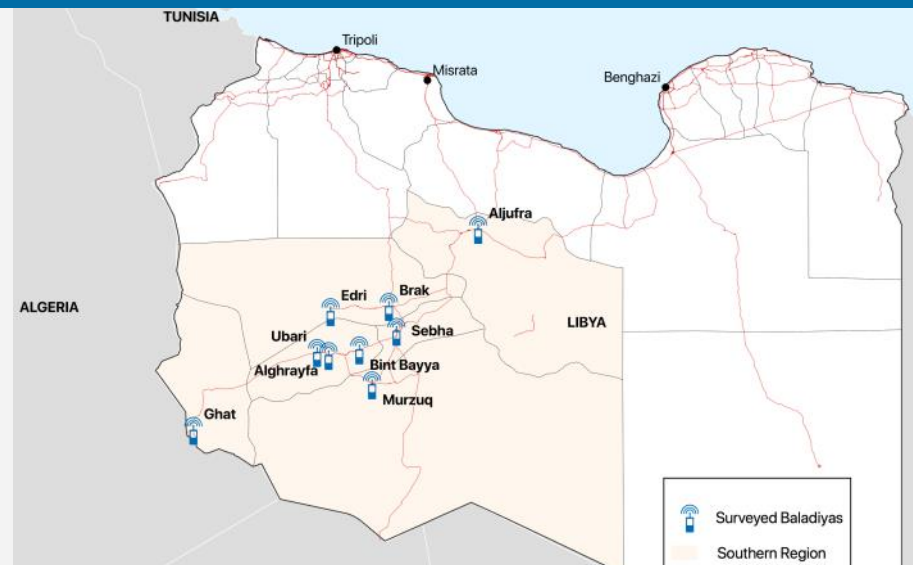 TUNISIA
Tripoli
Misrata
Benghazi
Aljufra
ALGERIA
Edri
Brak
LIBYA
Ubari
Sebha
Alghrayfa
Bint Bayya
Murzuq
Ghat
Surveyed Baladiyas
Southern Region